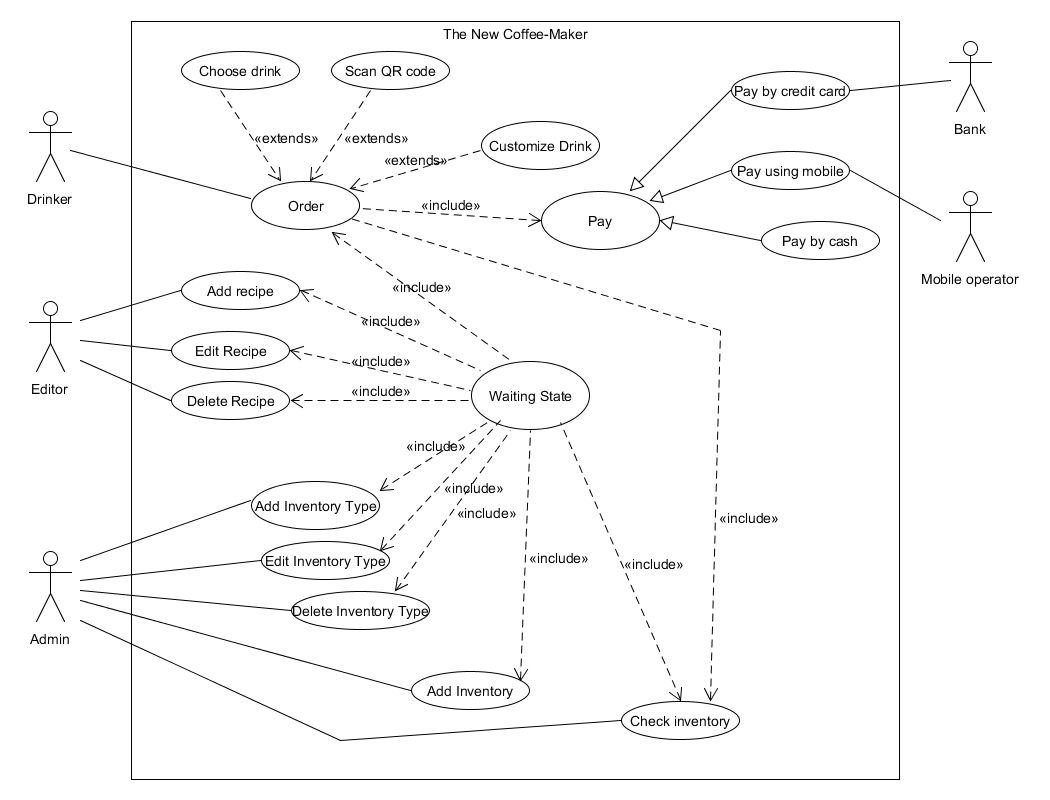 The New Coffee-Maker
Choose drink
Scan QR code
Pay by credit card
Bank
«extends»
«extends»
Customize Drink
«extends»
Pay using mobile
Drinker
Order
«include»
Pay
Pay by cash
Mobile operator
Add recipe
«include»
«include»
Edit Recipe
«include»
Editor
Delete Recipe
«include»
Waiting State
«include»
«include»
Add Inventory Type
«include»
«include»
Edit Inventory Type
«include»
«include»
Delete Inventory Type
Admin
Add Inventory
Check inventory